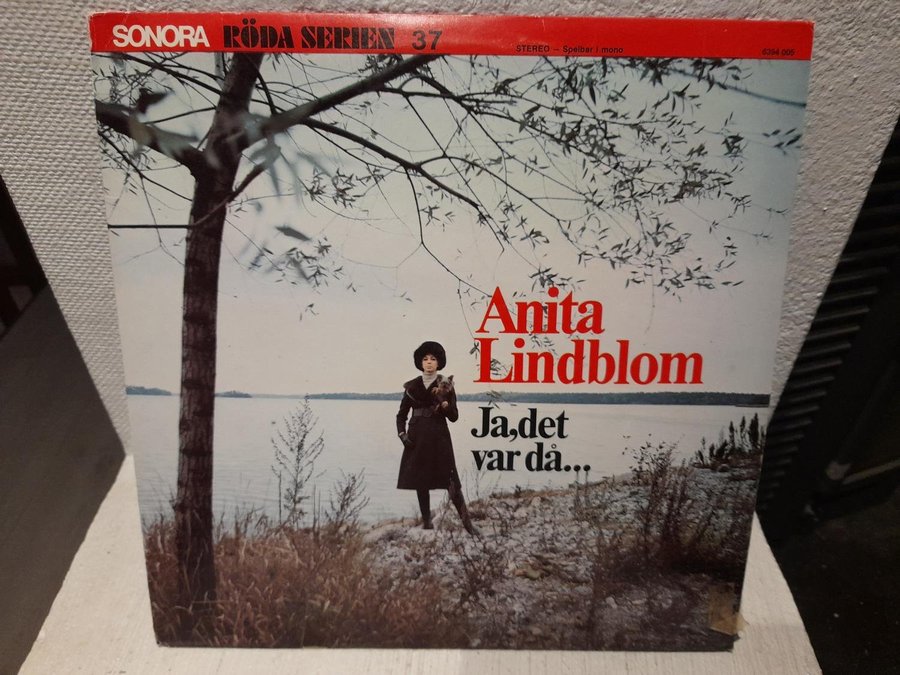 SONORA RÖDA SERIEN 37
STEREO – Spelbar i mono
6394 005
Anita
Lindblom
Ja, det
var då...